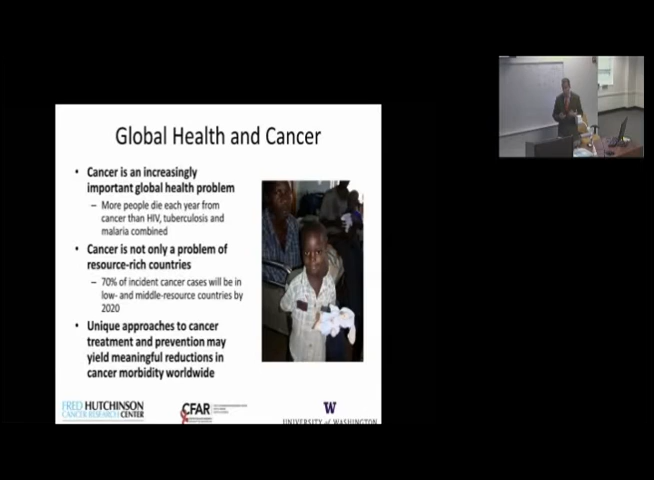 Global Health and Cancer
• Cancer is an increasingly
important global health problem
– More people die each year from
cancer than HIV, tuberculosis and
malaria combined
• Cancer is not only a problem of
resource-rich countries
– 70% of incident cancer cases will be in
low- and middle-resource countries by
2020
• Unique approaches to cancer
treatment and prevention may
yield meaningful reductions in
cancer morbidity worldwide
FRED HUTCHINSON
CANCER RESEARCH CENTER
CFAR
W
UNIVERSITY of WASHINGTON